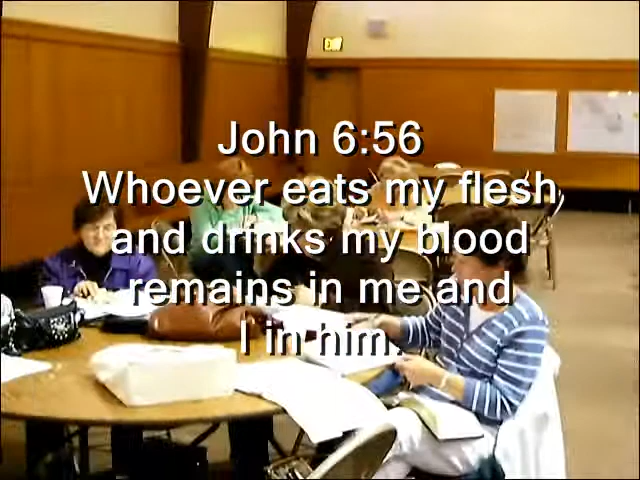 John 6:56
Whoever eats my flesh
and drinks my blood
remains in me and
I in him.